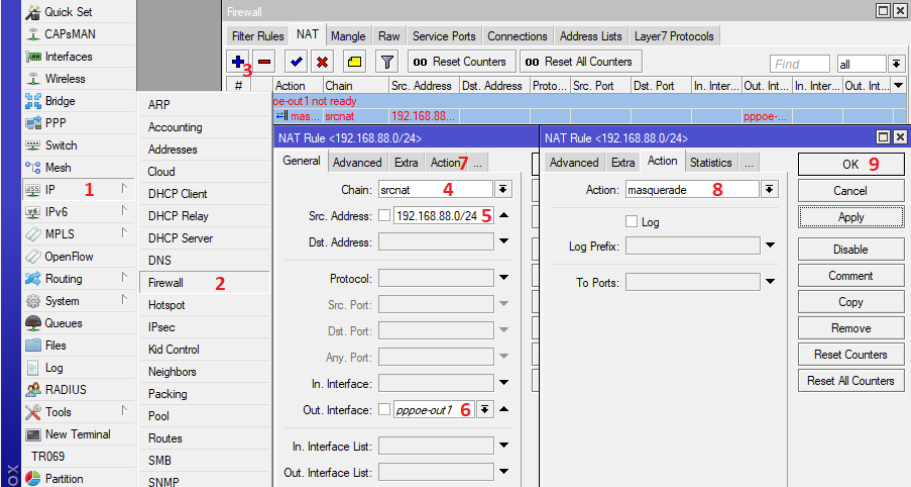 Quick Set
CAPsMAN
Interfaces
Wireless
Bridge
PPP
Switch
Mesh
IP 1
IPv6
MPLS
OpenFlow
Routing
System
Queues
Files
Log
RADIUS
Tools
New Terminal
TR069
Partition
OX
ARP
Accounting
Addresses
Cloud
DHCP Client
DHCP Relay
DHCP Server
DNS
Firewall 2
Hotspot
IPsec
Kid Control
Neighbors
Packing
Pool
Routes
SMB
SNMP
Firewall
Filter Rules NAT Mangle Raw Service Ports Connections Address Lists Layer7 Protocols
3 00 Reset Counters 00 Reset All Counters Find all
# Action Chain Src. Address Dst. Address Proto... Src. Port Dst. Port In. Inter... Out. Int... In. Inter... Out. Int...
oe-out1 not ready
mas... srcnat 192.168.88... pppoe-...
NAT Rule <192.168.88.0/24>
General Advanced Extra Action 7 ...
Chain: srcnat 4
Src. Address: 192.168.88.0/24 5
Dst. Address:
Protocol:
Src. Port:
Dst. Port:
Any. Port:
In. Interface:
Out. Interface: pppoe-out1 6
In. Interface List:
Out. Interface List:
NAT Rule <192.168.88.0/24>
Advanced Extra Action Statistics ...
Action: masquerade 8
Log
Log Prefix:
To Ports:
OK 9
Cancel
Apply
Disable
Comment
Copy
Remove
Reset Counters
Reset All Counters